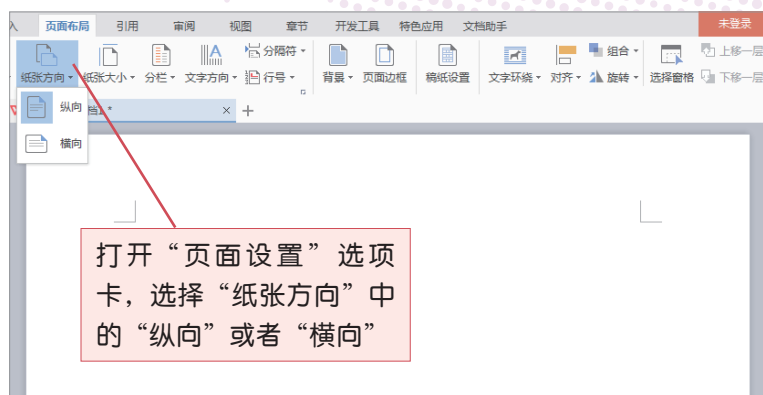 入 页面布局 引用 审阅 视图 章节 开发工具 特色应用 文档助手 未登录
分隔符 组合 上移一层
纸张方向 纸张大小 分栏 文字方向 行号 背景 页面边框 稿纸设置 文字环绕 对齐 旋转 选择窗格 下移一层
纵向 档1 * × +
横向
打开“页面设置”选项
卡，选择“纸张方向”中
的“纵向”或者“横向”